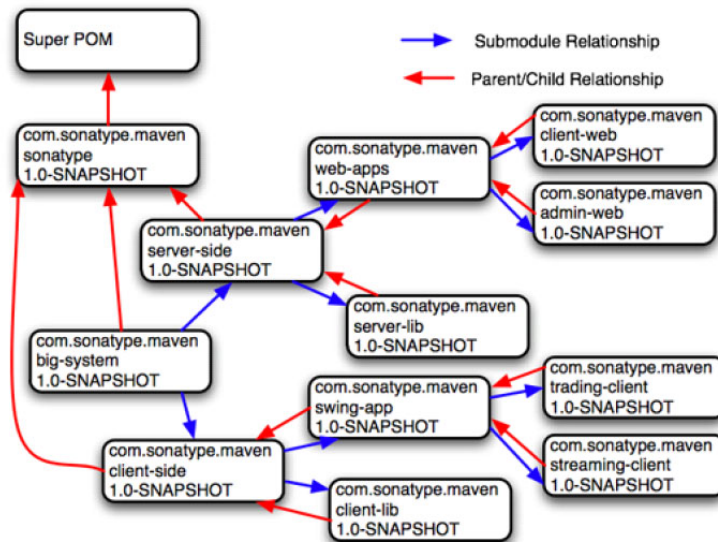 Super POM
Submodule Relationship
Parent/Child Relationship
com.sonatype.maven
sonatype
1.0-SNAPSHOT
com.sonatype.maven
web-apps
1.0-SNAPSHOT
com.sonatype.maven
client-web
1.0-SNAPSHOT
com.sonatype.maven
admin-web
1.0-SNAPSHOT
com.sonatype.maven
server-side
1.0-SNAPSHOT
com.sonatype.maven
server-lib
1.0-SNAPSHOT
com.sonatype.maven
big-system
1.0-SNAPSHOT
com.sonatype.maven
swing-app
1.0-SNAPSHOT
com.sonatype.maven
trading-client
1.0-SNAPSHOT
com.sonatype.maven
streaming-client
1.0-SNAPSHOT
com.sonatype.maven
client-side
1.0-SNAPSHOT
com.sonatype.maven
client-lib
1.0-SNAPSHOT